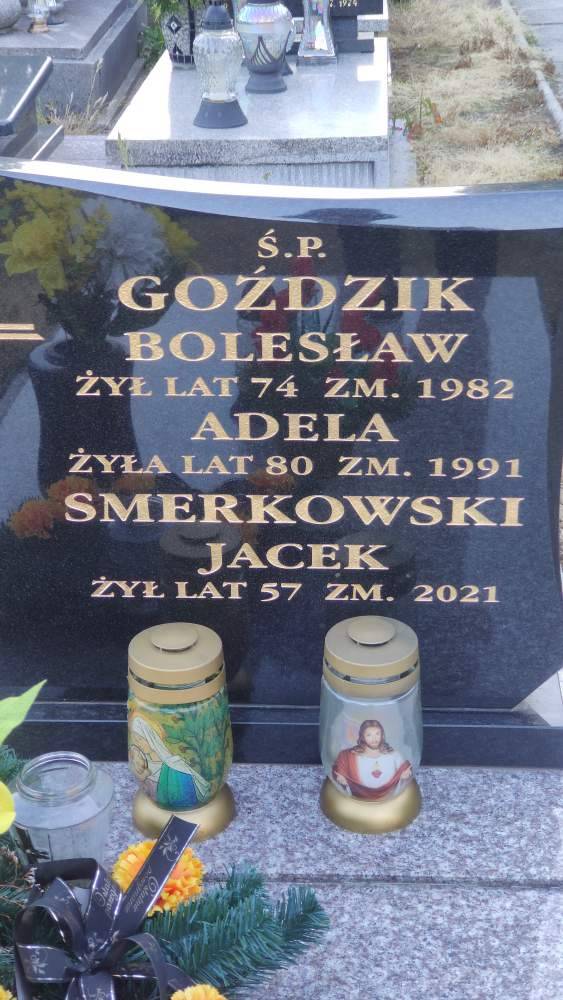 Ś.P.
GOŹDZIK
BOLESŁAW
ŻYŁ LAT 74 ZM. 1982
ADELA
ŻYŁA LAT 80 ZM. 1991
SMERKOWSKI
JACEK
ŻYŁ LAT 57 ZM. 2021